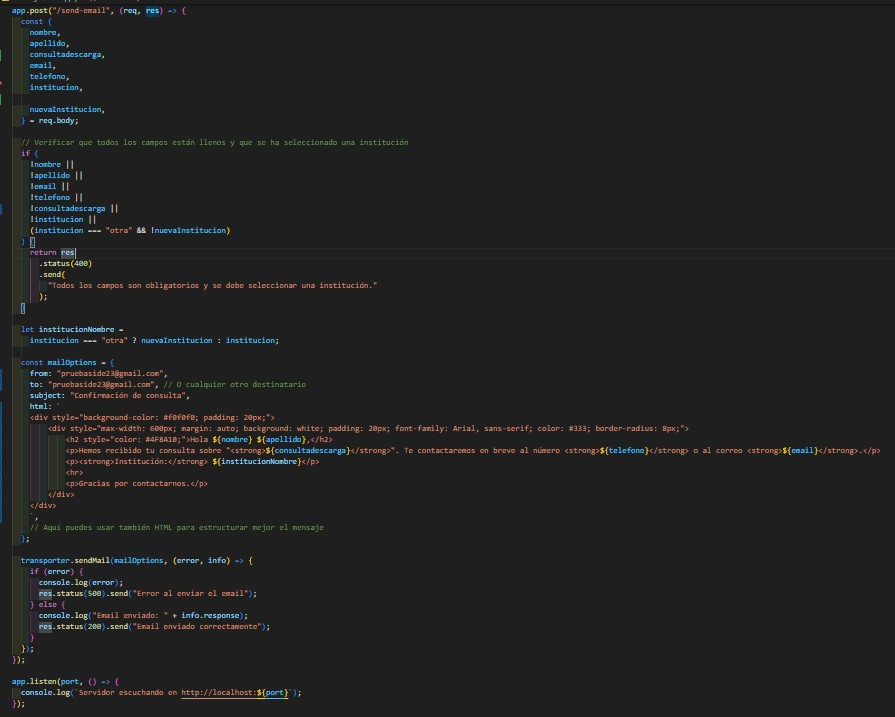 app.post("/send-email", (req, res) => {
  const {
    nombre,
    apellido,
    consultadescarga,
    email,
    telefono,
    institucion,

    nuevaInstitucion,
  } = req.body;

  // Verificar que todos los campos están llenos y que se ha seleccionado una institución
  if (
    !nombre ||
    !apellido ||
    !email ||
    !telefono ||
    !consultadescarga ||
    !institucion ||
    (institucion === "otra" && !nuevaInstitucion)
  ) {
    return res
      .status(400)
      .send(
        "Todos los campos son obligatorios y se debe seleccionar una institución."
      );
  }

  let institucionNombre =
    institucion === "otra" ? nuevaInstitucion : institucion;

  const mailOptions = {
    from: "pruebaside23@gmail.com",
    to: "pruebaside23@gmail.com", // O cualquier otro destinatario
    subject: "Confirmación de consulta",
    html: `
    <div style="background-color: #f0f0f0; padding: 20px;">
        <div style="max-width: 600px; margin: auto; background: white; padding: 20px; font-family: Arial, sans-serif; color: #333; border-radius: 8px;">
            <h2 style="color: #4F8A10;">Hola ${nombre} ${apellido},</h2>
            <p>Hemos recibido tu consulta sobre "<strong>${consultadescarga}</strong>". Te contactaremos en breve al número <strong>${telefono}</strong> o al correo <strong>${email}</strong>.</p>
            <p><strong>Institución:</strong> ${institucionNombre}</p>
            <hr>
            <p>Gracias por contactarnos.</p>
        </div>
    </div>
    `,
    // Aquí puedes usar también HTML para estructurar mejor el mensaje
  };

  transporter.sendMail(mailOptions, (error, info) => {
    if (error) {
      console.log(error);
      res.status(500).send("Error al enviar el email");
    } else {
      console.log("Email enviado: " + info.response);
      res.status(200).send("Email enviado correctamente");
    }
  });
});

app.listen(port, () => {
  console.log(`Servidor escuchando en http://localhost:${port}`);
});